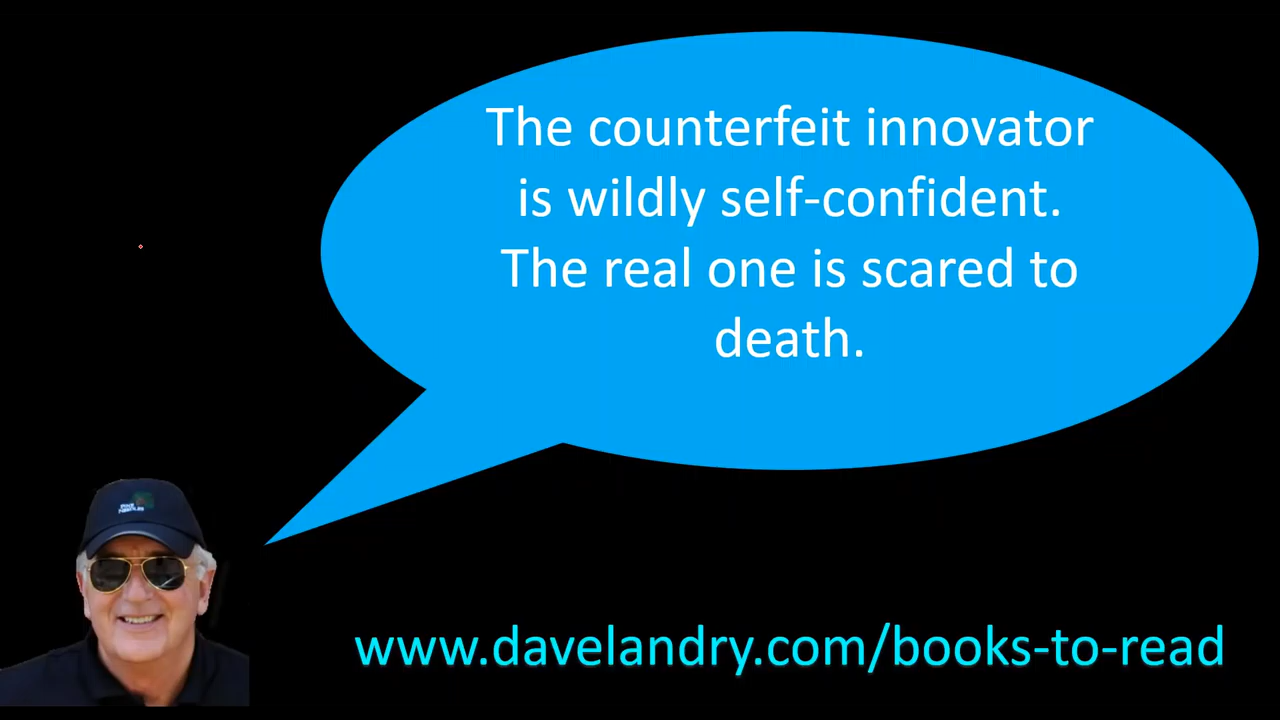 The counterfeit innovator
is wildly self-confident.
The real one is scared to
death.
www.davelandry.com/books-to-read